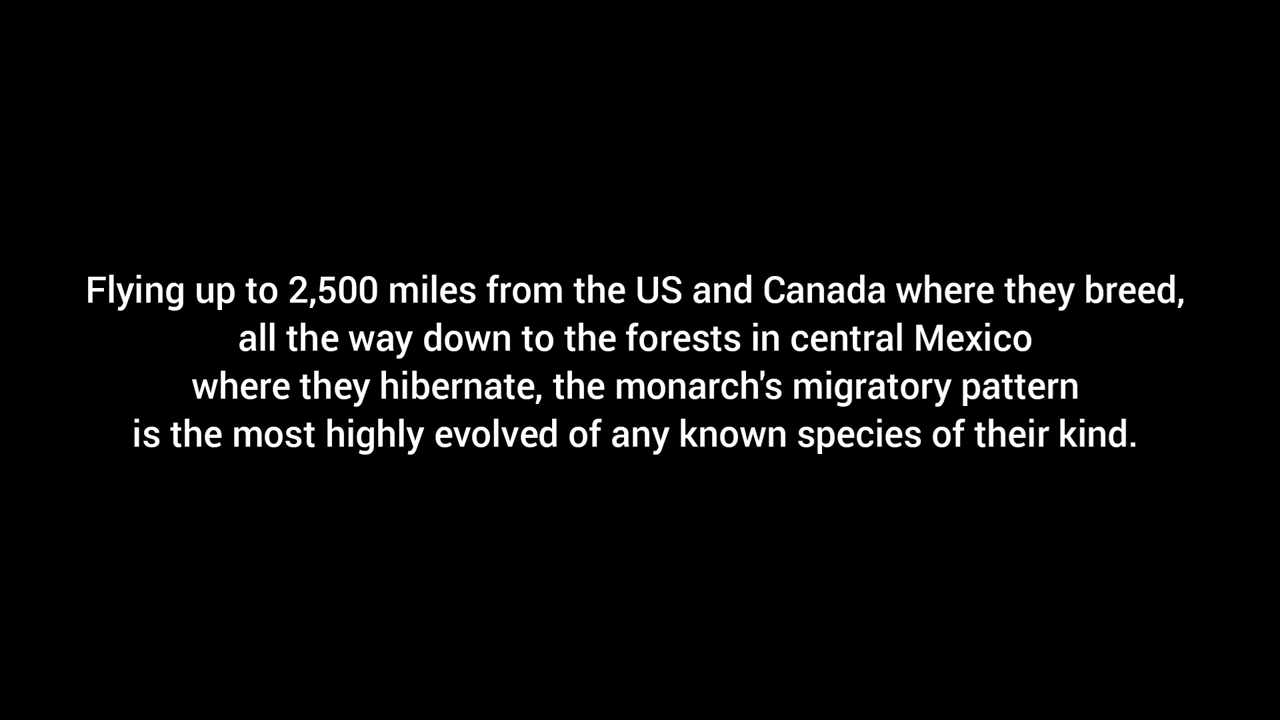 Flying up to 2,500 miles from the US and Canada where they breed,
all the way down to the forests in central Mexico
where they hibernate, the monarch's migratory pattern
is the most highly evolved of any known species of their kind.